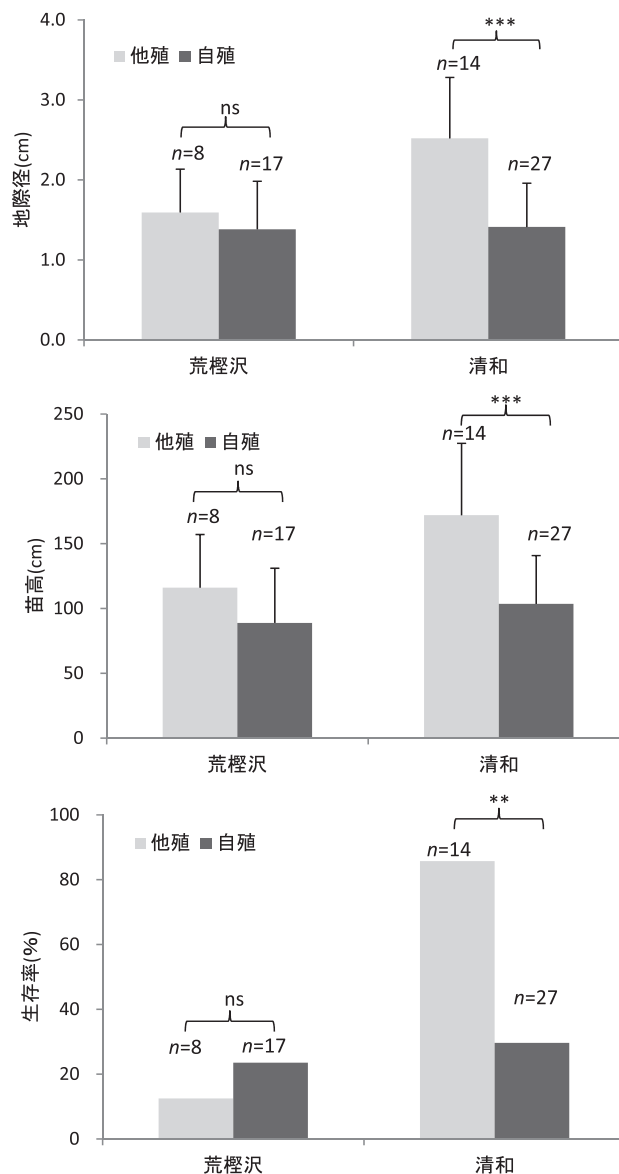 4.0
3.0
2.0
1.0
0.0
地際径(cm)
他殖 自殖
ns
n=8
n=17
***
n=14
n=27
荒樫沢
清和
250
200
150
100
50
0
苗高(cm)
他殖 自殖
ns
n=8
n=17
***
n=14
n=27
荒樫沢
清和
100
80
60
40
20
0
生存率(%)
他殖 自殖
ns
n=8
n=17
**
n=14
n=27
荒樫沢
清和